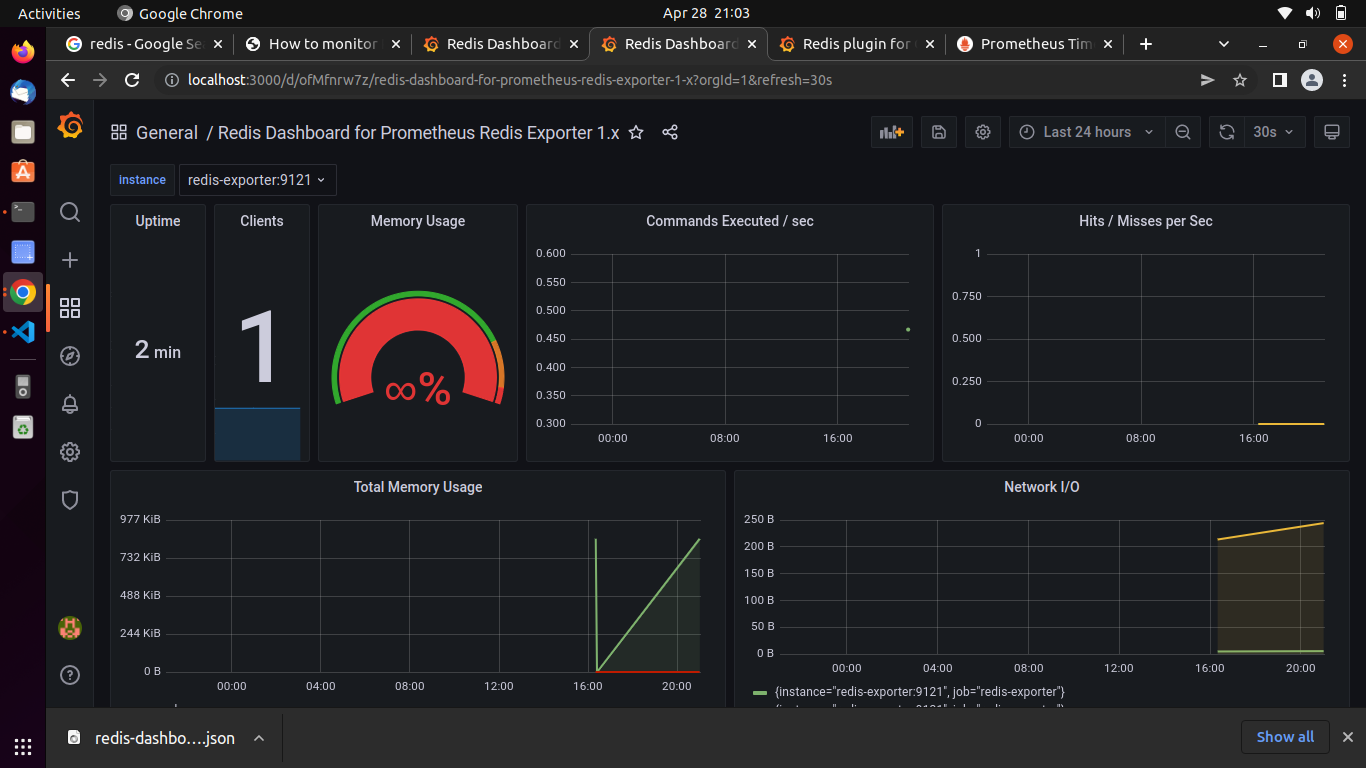 Activities
Google Chrome
Apr 28 21:03
redis - Google Se
How to monitor
Redis Dashboard
Redis Dashboard
Redis plugin for
Prometheus Tim
localhost:3000/d/ofMfnrw7z/redis-dashboard-for-prometheus-redis-exporter-1-x?orgId=1&refresh=30s
General / Redis Dashboard for Prometheus Redis Exporter 1.x
Last 24 hours
30s
instance
redis-exporter:9121
Uptime
2 min
Clients
1
Memory Usage
∞%
Commands Executed / sec
0.600
0.550
0.500
0.450
0.400
0.350
0.300
00:00
08:00
16:00
Hits / Misses per Sec
1
0.750
0.500
0.250
0
00:00
08:00
16:00
Total Memory Usage
977 KiB
732 KiB
488 KiB
244 KiB
0 B
00:00
04:00
08:00
12:00
16:00
20:00
Network I/O
250 B
200 B
150 B
100 B
50 B
0 B
00:00
04:00
08:00
12:00
16:00
20:00
{instance="redis-exporter:9121", job="redis-exporter"}
redis-dashbo....json
Show all